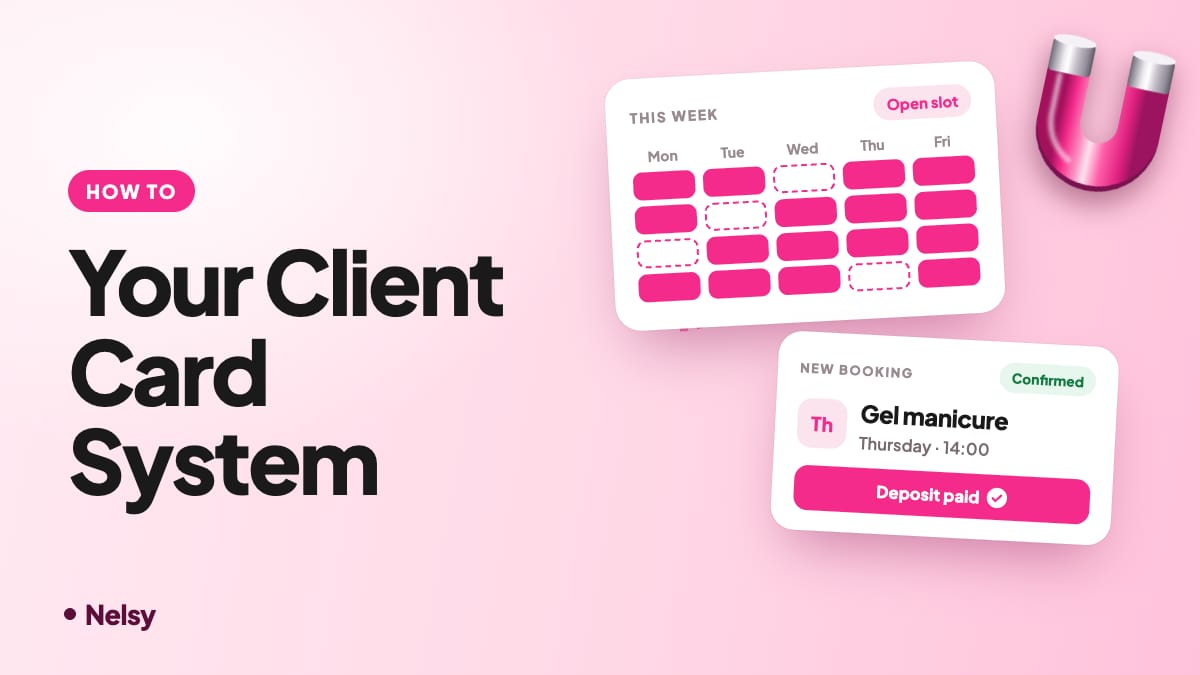 HOW TO
Your Client
Card
System
Nelsy
THIS WEEK
Open slot
Mon Tue Wed Thu Fri
NEW BOOKING
Confirmed
Th
Gel manicure
Thursday · 14:00
Deposit paid